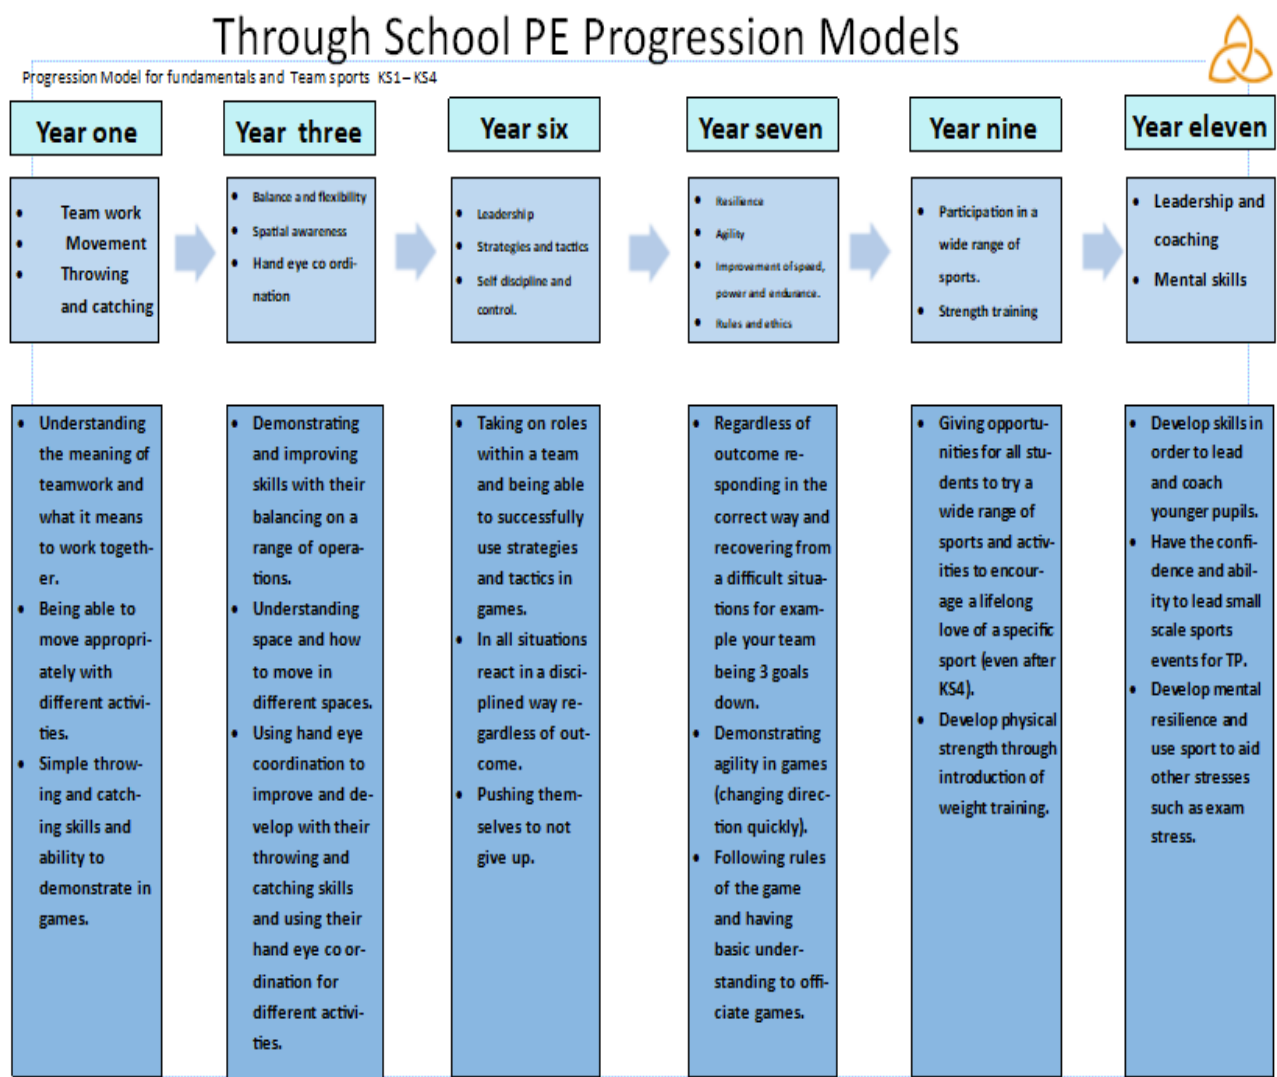 Through School PE Progression Models
Progression Model for fundamentals and Team sports KS1– KS4
Year one
Year three
Year six
Year seven
Year nine
Year eleven
• Team work
• Movement
• Throwing
and catching
• Balance and flexibility
• Spatial awareness
• Hand eye co ordi-
nation
• Leadership
• Strategies and tactics
• Self discipline and
control.
• Resilience
• Agility
• Improvement of speed,
power and endurance.
• Rules and ethics
• Participation in a
wide range of
sports.
• Strength training
• Leadership and
coaching
• Mental skills
• Understanding
the meaning of
teamwork and
what it means
to work togeth-
er.
• Being able to
move appropri-
ately with
different activi-
ties.
• Simple throw-
ing and catch-
ing skills and
ability to
demonstrate in
games.
• Demonstrating
and improving
skills with their
balancing on a
range of opera-
tions.
• Understanding
space and how
to move in
different spaces.
• Using hand eye
coordination to
improve and de-
velop with their
throwing and
catching skills
and using their
hand eye co or-
dination for
different activi-
ties.
• Taking on roles
within a team
and being able
to successfully
use strategies
and tactics in
games.
• In all situations
react in a disci-
plined way re-
gardless of out-
come.
• Pushing them-
selves to not
give up.
• Regardless of
outcome re-
sponding in the
correct way and
recovering from
a difficult situa-
tions for exam-
ple your team
being 3 goals
down.
• Demonstrating
agility in games
(changing direc-
tion quickly).
• Following rules
of the game
and having
basic under-
standing to offi-
ciate games.
• Giving opportu-
nities for all stu-
dents to try a
wide range of
sports and activ-
ities to encour-
age a lifelong
love of a specific
sport (even after
KS4).
• Develop physical
strength through
introduction of
weight training.
• Develop skills in
order to lead
and coach
younger pupils.
• Have the confi-
dence and abil-
ity to lead small
scale sports
events for TP.
• Develop mental
resilience and
use sport to aid
other stresses
such as exam
stress.